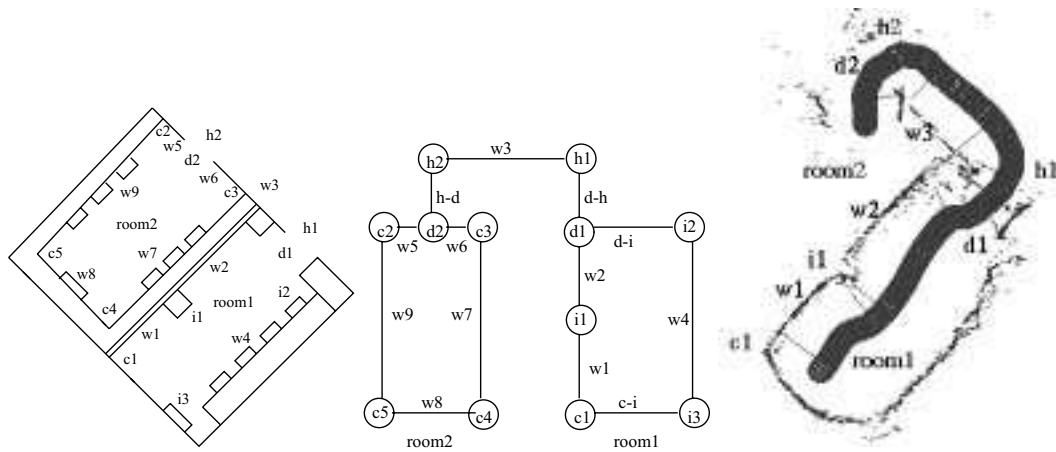 c2 h2
w5
d2
w6
w9 c3 w3
room2 h1
c5 w7 d1
w2
w8
room1 i2
c4 i1
w1
w4
c1
i3
w3
h2 h1
h-d d-h
c2 d2 c3 d1 i2
w5 w6 d-i
w2
w9 w7 i1 w4
w1
w8 c-i
c5 c4 c1 i3
room2 room1
h2
d2
w3
room2 h1
w2
d1
i1
w1
c1
room1